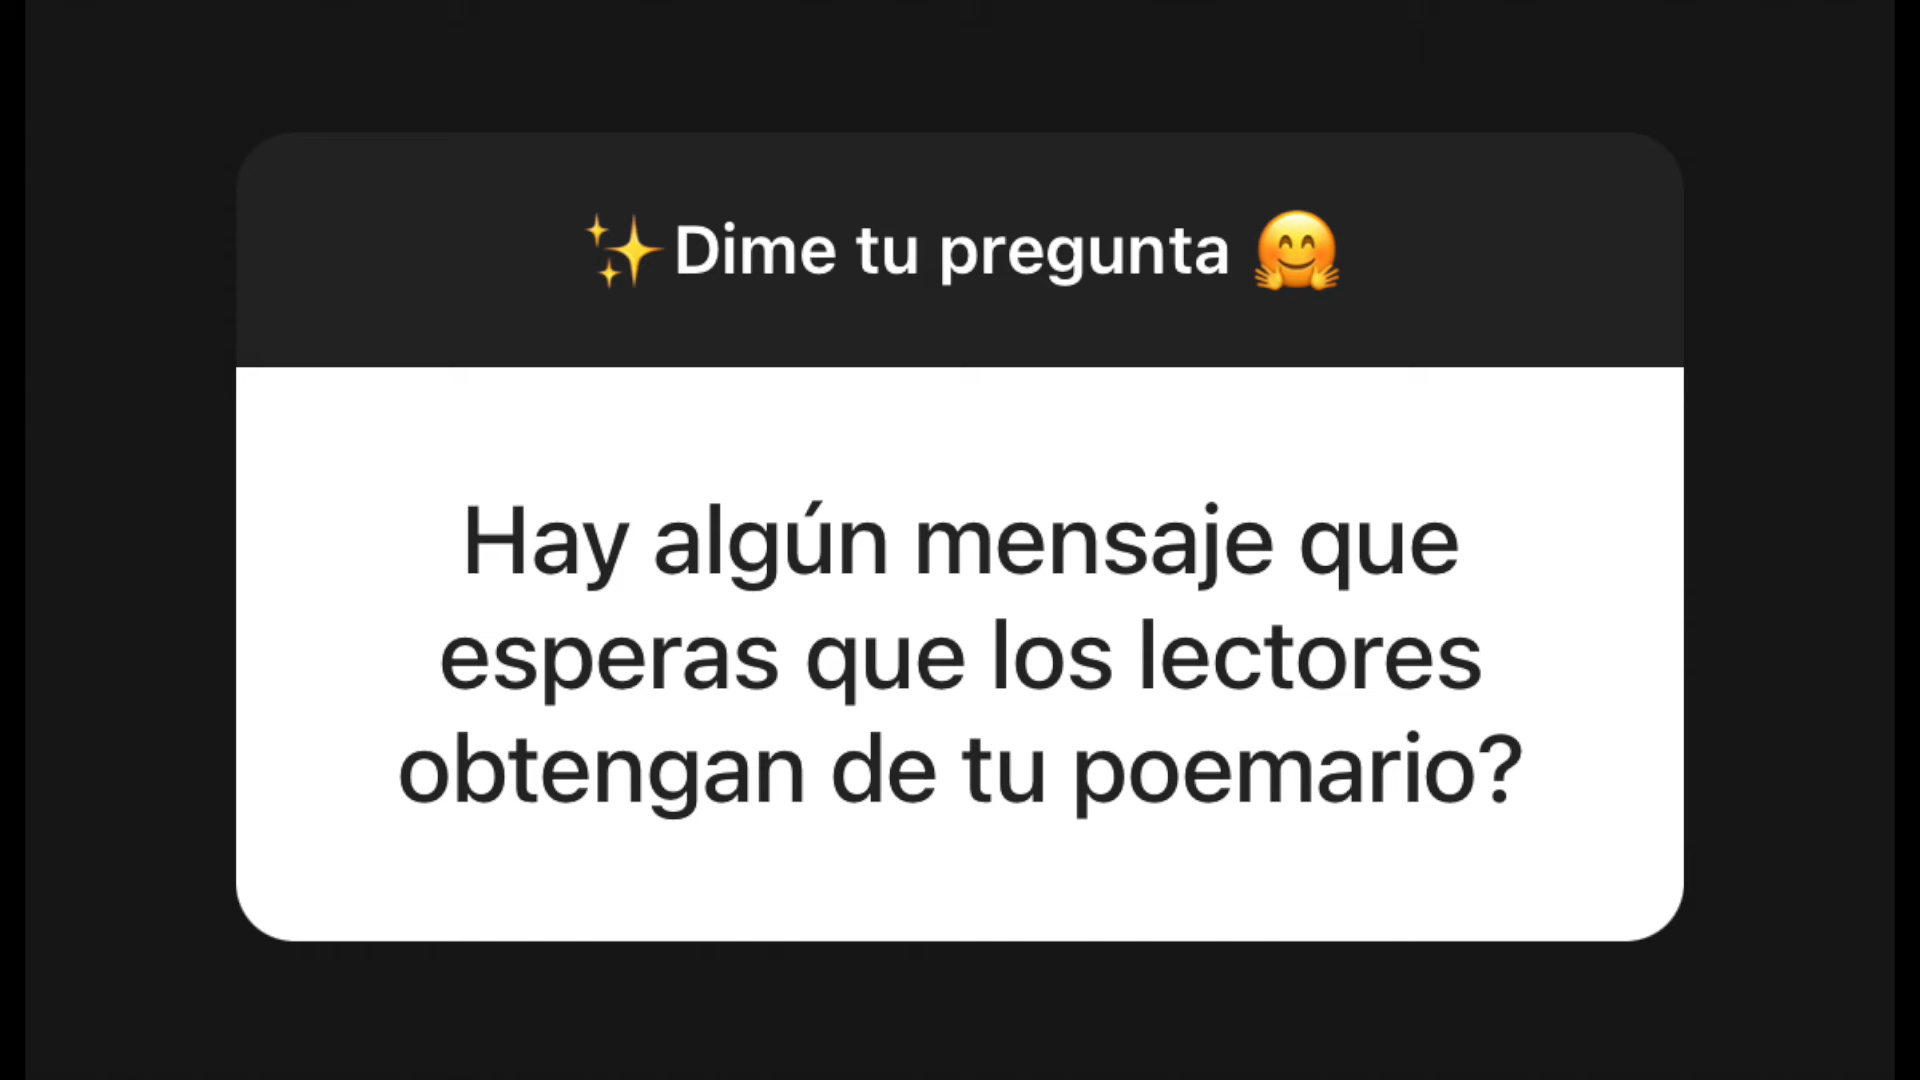 ✨Dime tu pregunta 🤗
Hay algún mensaje que
esperas que los lectores
obtengan de tu poemario?